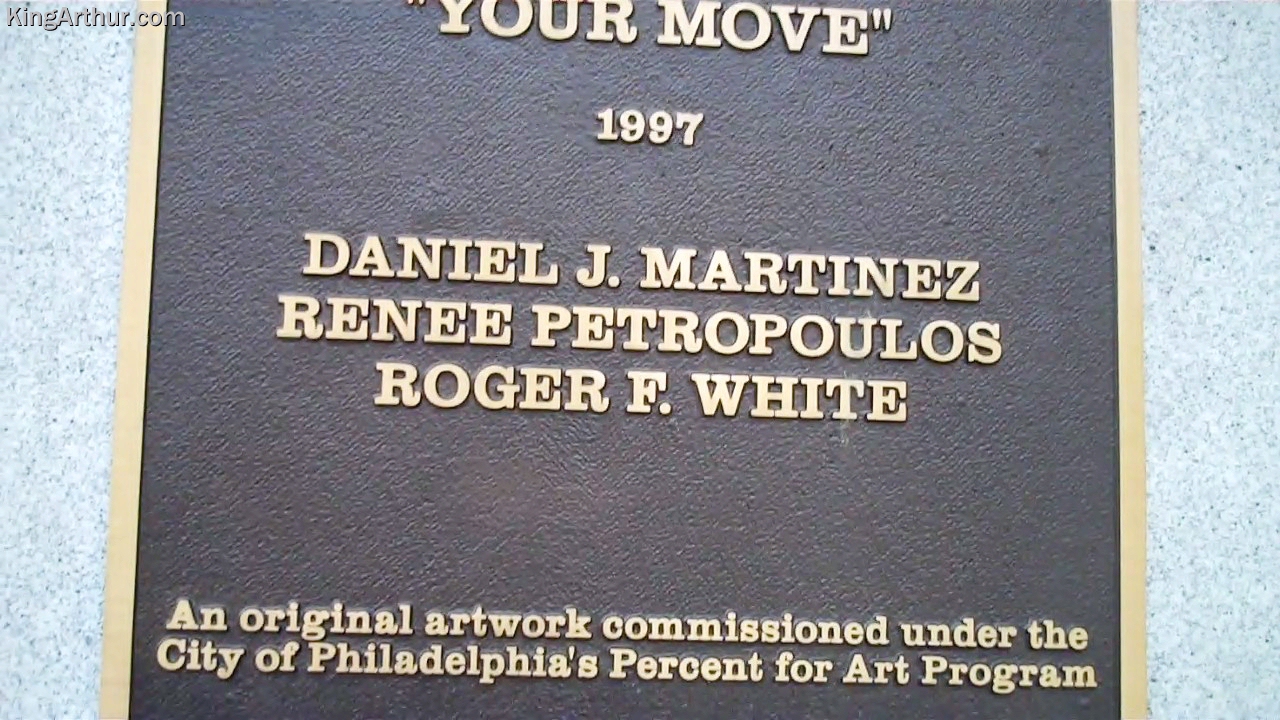 KingArthur.com
"YOUR MOVE"
1997
DANIEL J. MARTINEZ
RENEE PETROPOULOS
ROGER F. WHITE
An original artwork commissioned under the
City of Philadelphia's Percent for Art Program